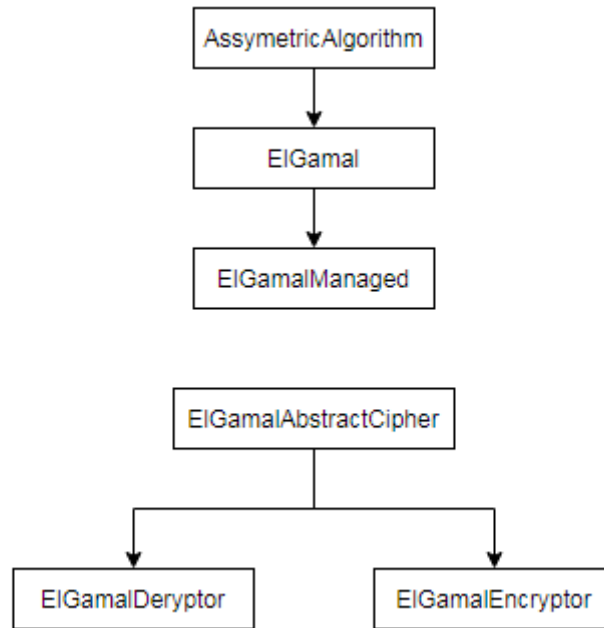 AssymetricAlgorithm
ElGamal
ElGamalManaged
ElGamalAbstractCipher
ElGamalDeryptor
ElGamalEncryptor